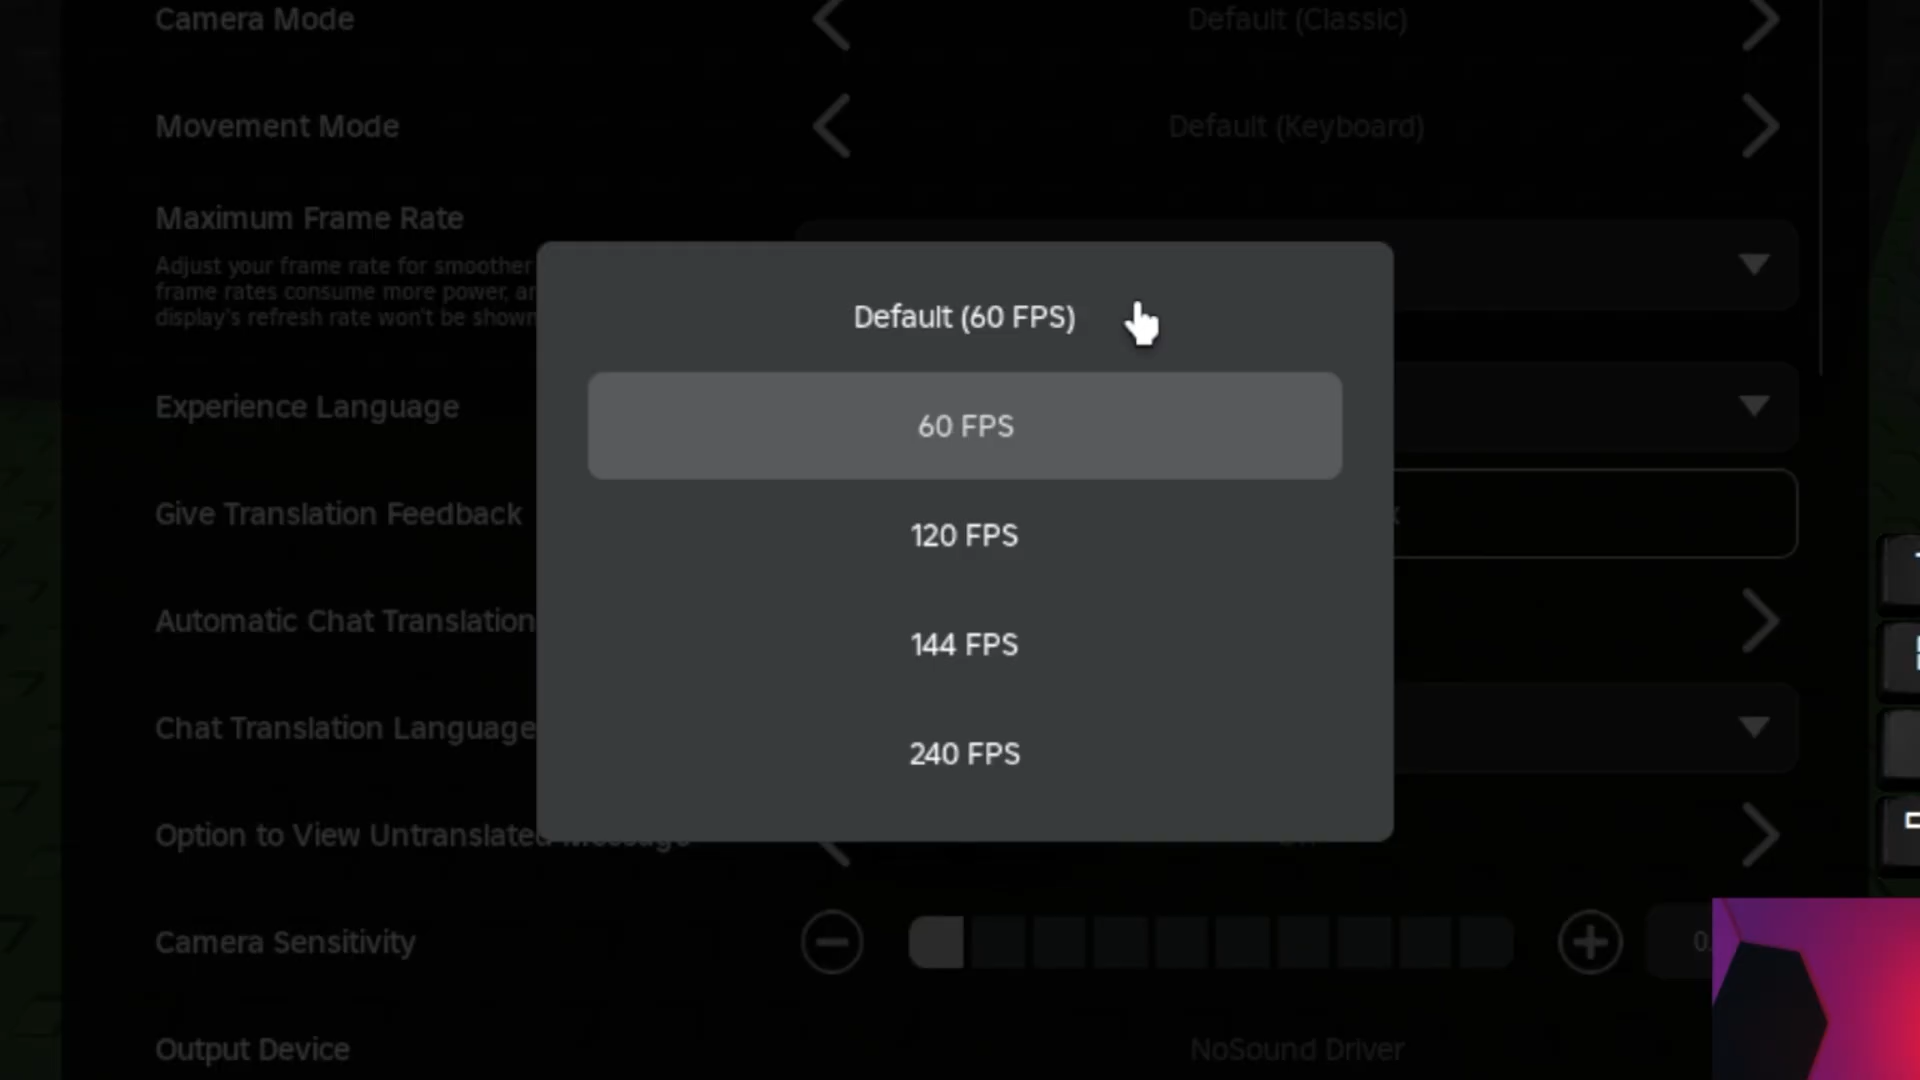 Camera Mode
Default (Classic)
Movement Mode
Default (Keyboard)
Maximum Frame Rate
Adjust your frame rate for smoother
frame rates consume more power,
display's refresh rate won't be shown
Default (60 FPS)
60 FPS
120 FPS
144 FPS
240 FPS
Experience Language
Give Translation Feedback
Automatic Chat Translation
Chat Translation Language
Option to View Untranslated Message
Camera Sensitivity
0.
Output Device
NoSound Driver